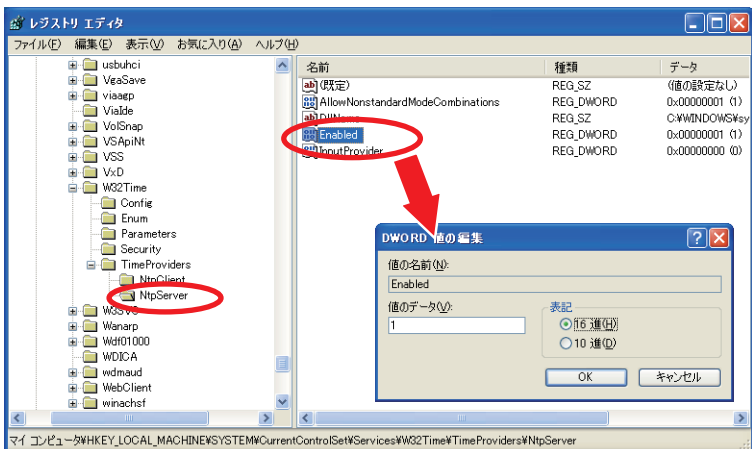 レジストリ エディタ
ファイル(F) 編集(E) 表示(V) お気に入り(A) ヘルプ(H)
usbuhci
VgaSave
viaagp
ViaIde
VolSnap
VSApiNt
VSS
VxD
W32Time
Config
Enum
Parameters
Security
TimeProviders
NtpClient
NtpServer
W3SVC
Wanarp
Wdf01000
WDICA
wdmaud
WebClient
winachsf
名前 種類 データ
(既定) REG_SZ (値の設定なし)
AllowNonstandardModeCombinations REG_DWORD 0x00000001 (1)
DllName REG_SZ C:¥WINDOWS¥sy
Enabled REG_DWORD 0x00000001 (1)
InputProvider REG_DWORD 0x00000000 (0)
DWORD 値の編集
値の名前(N):
Enabled
値のデータ(V):
1
表記
16 進(H)
10 進(D)
OK キャンセル
マイ コンピュータ¥HKEY_LOCAL_MACHINE¥SYSTEM¥CurrentControlSet¥Services¥W32Time¥TimeProviders¥NtpServer